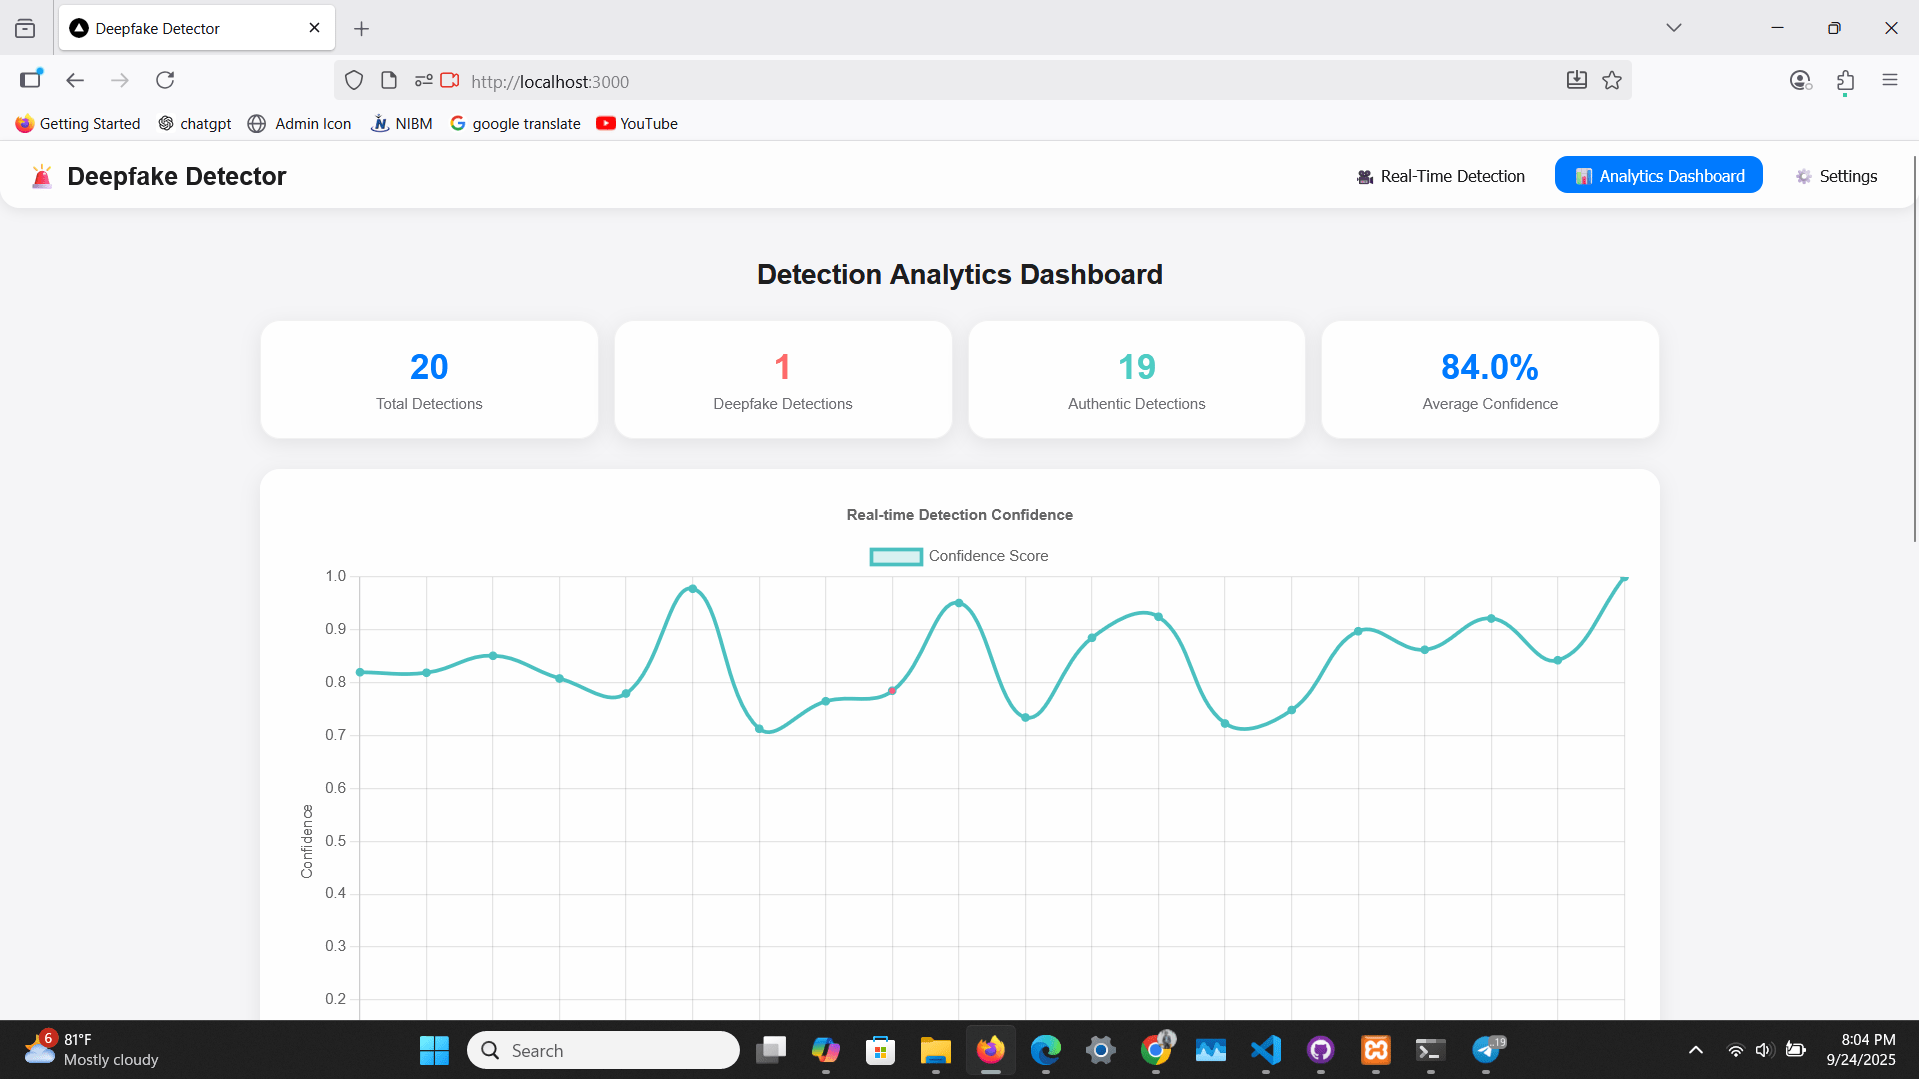 Deepfake Detector
http://localhost:3000
Getting Started chatgpt Admin Icon NIBM google translate YouTube
Deepfake Detector
Real-Time Detection Analytics Dashboard Settings
Detection Analytics Dashboard
20
Total Detections
1
Deepfake Detections
19
Authentic Detections
84.0%
Average Confidence
Real-time Detection Confidence
Confidence Score
1.0
0.9
0.8
0.7
0.6
0.5
0.4
0.3
0.2
Confidence
6
81°F
Mostly cloudy
Search
..19
8:04 PM
9/24/2025